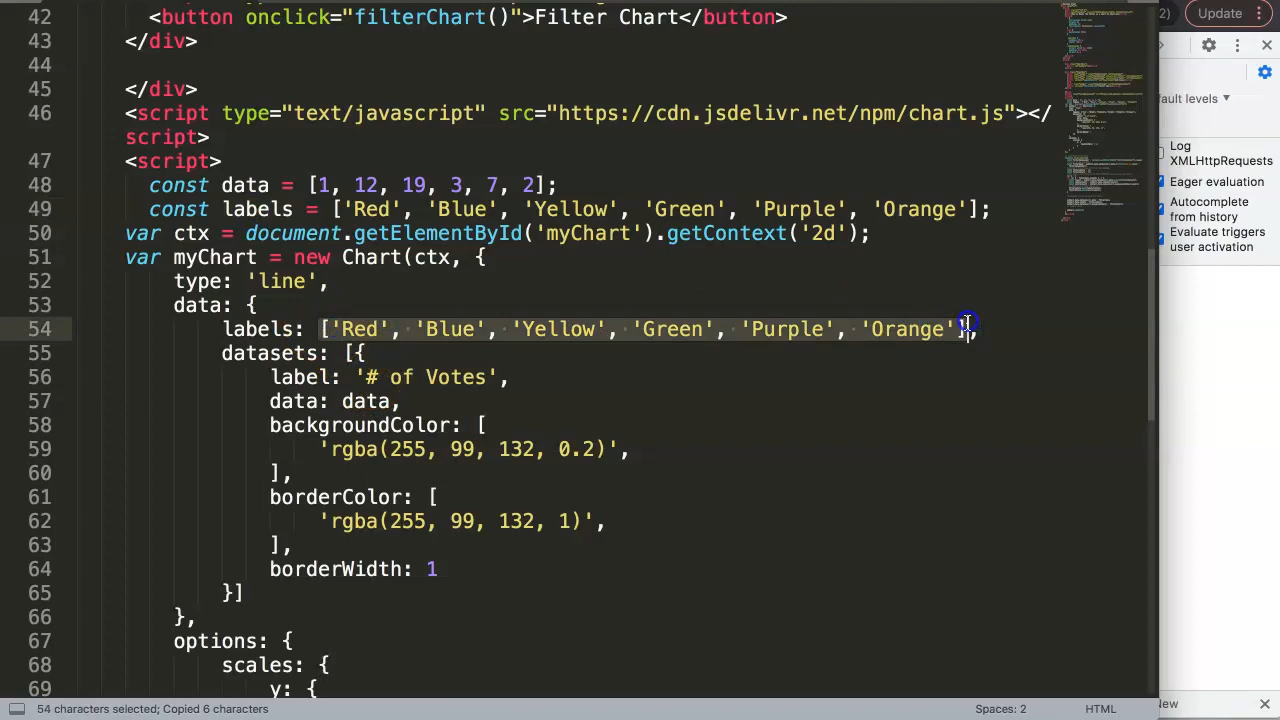 42 <button onclick="filterChart()">Filter Chart</button>
2) Update
43 </div>
44
45 </div>
46 <script type="text/javascript" src="https://cdn.jsdelivr.net/npm/chart.js"></
script>
47 <script>
48 const data = [1, 12, 19, 3, 7, 2];
49 const labels = ['Red', 'Blue', 'Yellow', 'Green', 'Purple', 'Orange'];
50 var ctx = document.getElementById('myChart').getContext('2d');
51 var myChart = new Chart(ctx, {
52 type: 'line',
53 data: {
54 labels: ['Red', 'Blue', 'Yellow', 'Green', 'Purple', 'Orange'],
55 datasets: [{
56 label: '# of Votes',
57 data: data,
58 backgroundColor: [
59 'rgba(255, 99, 132, 0.2)',
60 ],
61 borderColor: [
62 'rgba(255, 99, 132, 1)',
63 ],
64 borderWidth: 1
65 }]
66 },
67 options: {
68 scales: {
69 y: {
fault levels
Log
XMLHttpRequests
Eager evaluation
Autocomplete
from history
Evaluate triggers
user activation
54 characters selected; Copied 6 characters
Spaces: 2
HTML
New